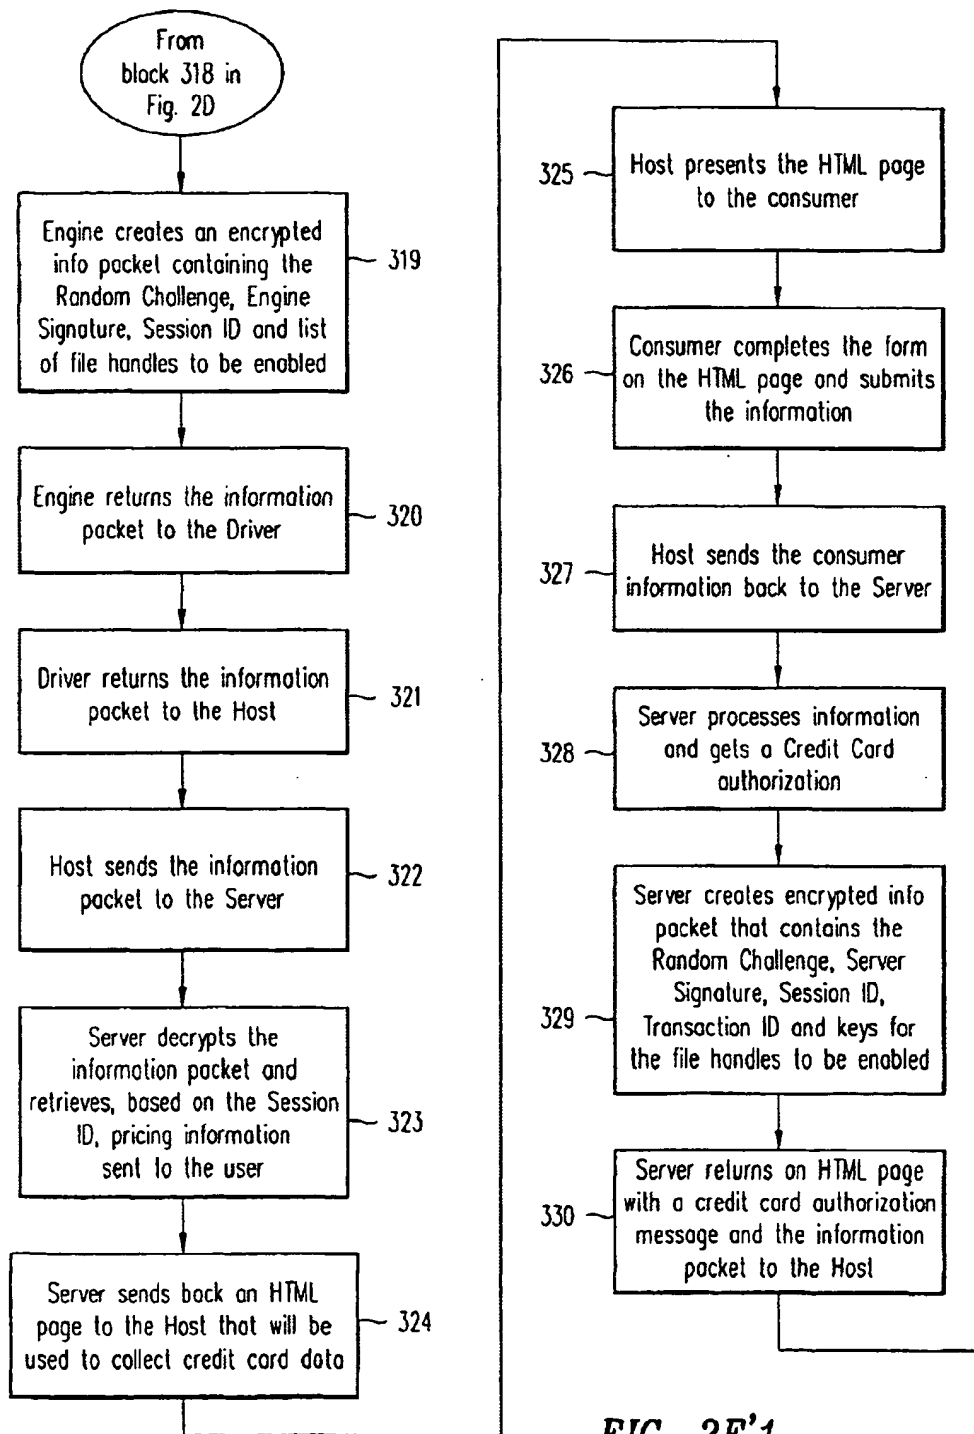 From
block 318 in
Fig. 2D
Engine creates an encrypted
info packet containing the
Random Challenge, Engine
Signature, Session ID and list
of file handles to be enabled
319
Engine returns the information
packet to the Driver
320
Driver returns the information
packet to the Host
321
Host sends the information
packet to the Server
322
Server decrypts the
information packet and
retrieves, based on the Session
ID, pricing information
sent to the user
323
Server sends back an HTML
page to the Host that will be
used to collect credit card data
324
325
Host presents the HTML page
to the consumer
326
Consumer completes the form
on the HTML page and submits
the information
327
Host sends the consumer
information back to the Server
328
Server processes information
and gets a Credit Card
authorization
329
Server creates encrypted info
packet that contains the
Random Challenge, Server
Signature, Session ID,
Transaction ID and keys for
the file handles to be enabled
330
Server returns an HTML page
with a credit card authorization
message and the information
packet to the Host